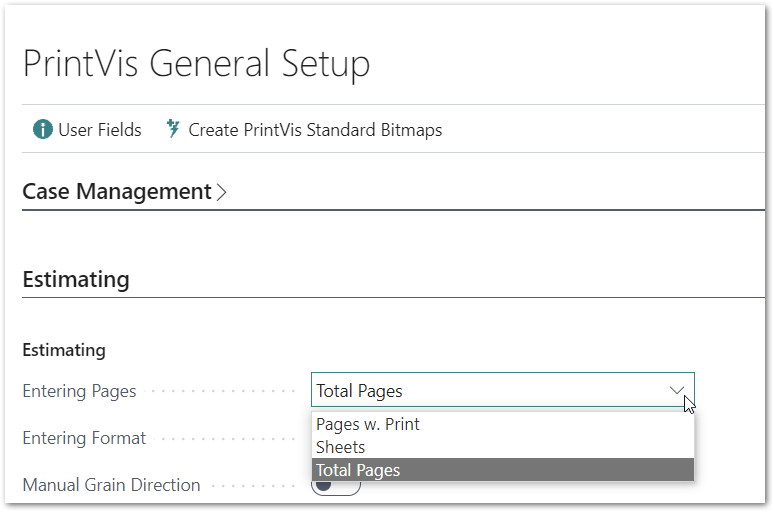 PrintVis General Setup
User Fields Create PrintVis Standard Bitmaps
Case Management
Estimating
Estimating
Entering Pages Total Pages
Pages w. Print
Entering Format
Sheets
Total Pages
Manual Grain Direction